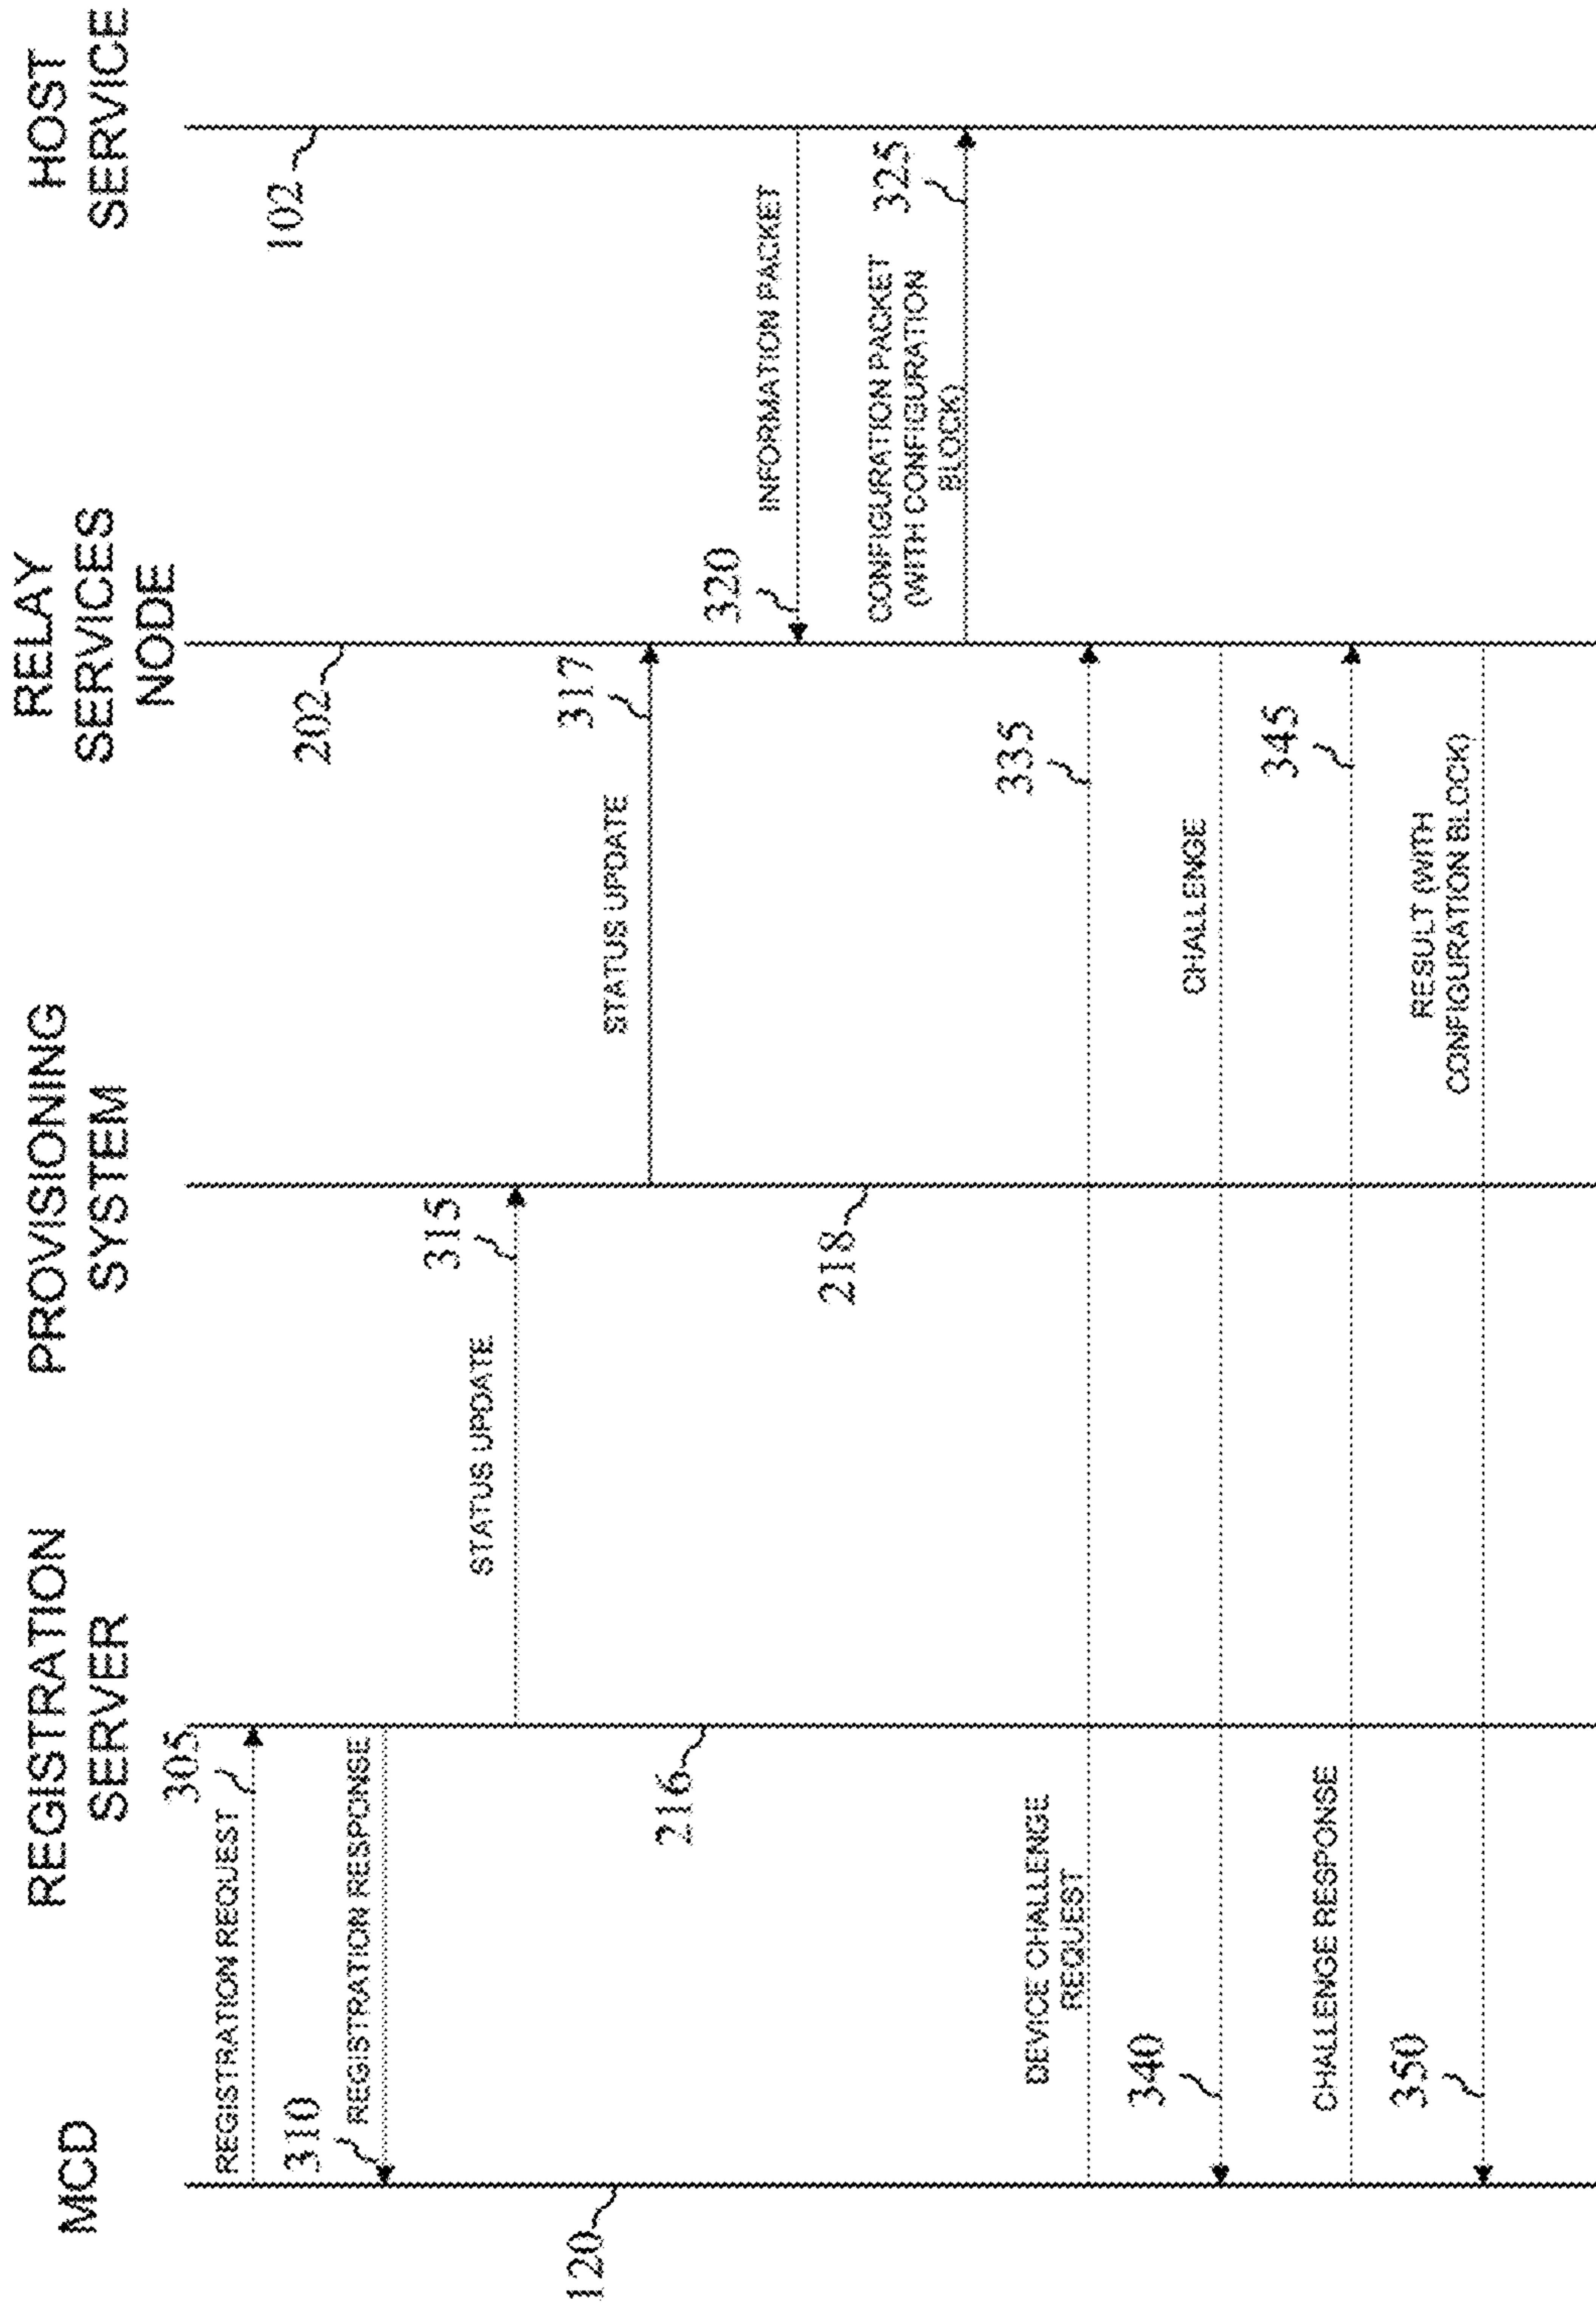 MCD
REGISTRATION
SERVER
PROVISIONING
SYSTEM
RELAY
SERVICES
NODE
HOST
SERVICE
305
REGISTRATION REQUEST
310
REGISTRATION RESPONSE
102
202
315
STATUS UPDATE
317
STATUS UPDATE
120
216
320
INFORMATION PACKET
218
325
CONFIGURATION PACKET
(WITH CONFIGURATION
BLOCK)
335
DEVICE CHALLENGE
REQUEST
340
CHALLENGE
345
CHALLENGE RESPONSE
350
RESULT (WITH
CONFIGURATION BLOCK)